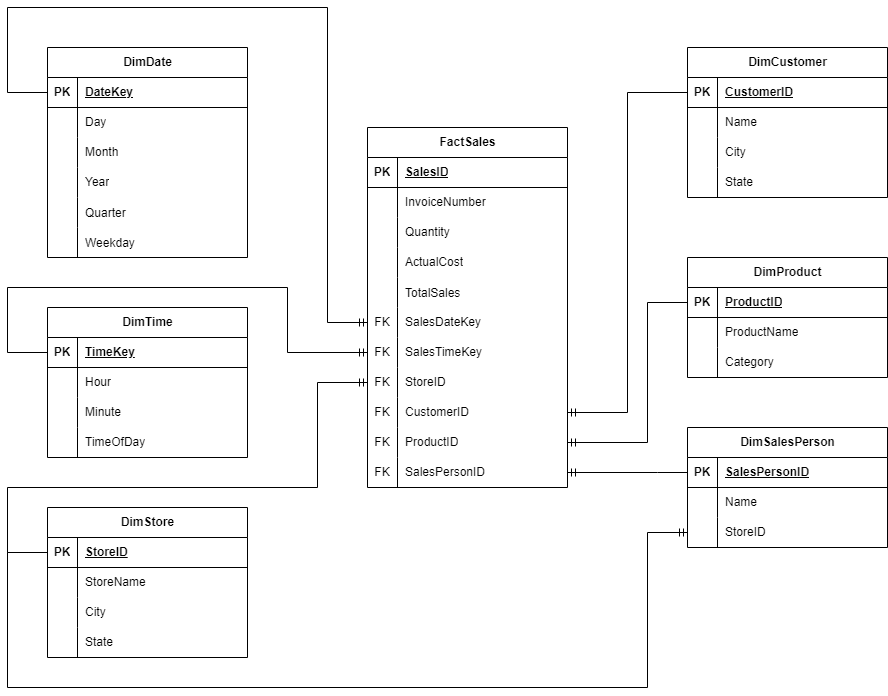 DimDate
PK DateKey
Day
Month
Year
Quarter
Weekday
DimTime
PK TimeKey
Hour
Minute
TimeOfDay
DimStore
PK StoreID
StoreName
City
State
FactSales
PK SalesID
InvoiceNumber
Quantity
ActualCost
TotalSales
FK SalesDateKey
FK SalesTimeKey
FK StoreID
FK CustomerID
FK ProductID
FK SalesPersonID
DimCustomer
PK CustomerID
Name
City
State
DimProduct
PK ProductID
ProductName
Category
DimSalesPerson
PK SalesPersonID
Name
StoreID